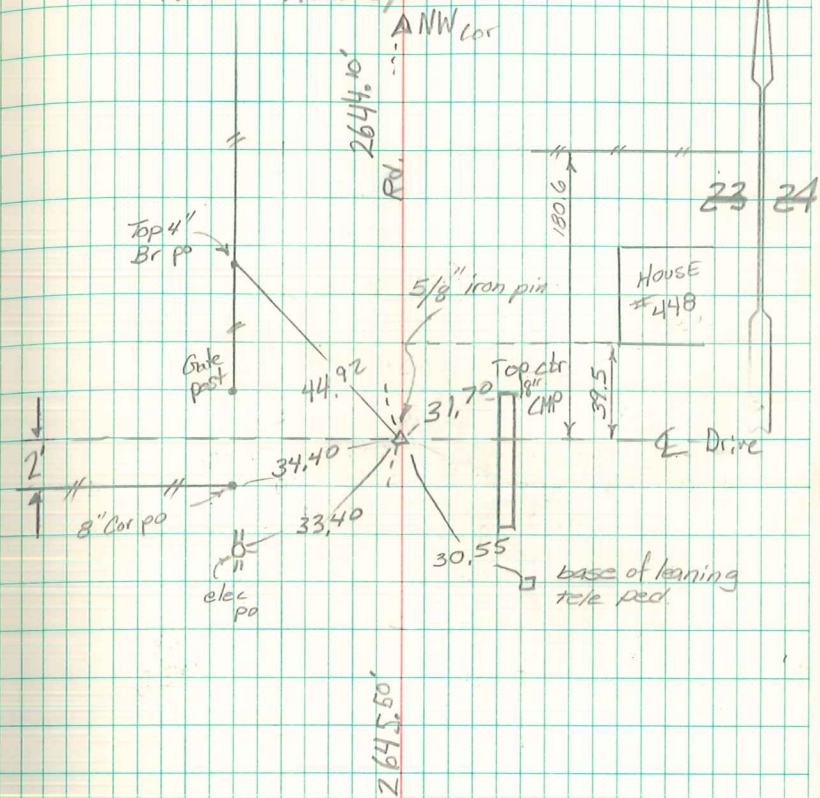 NW Cor
2644.10'
Rd.
180.6
23 24
Top 4"
Br po
HOUSE
#448
5/8" iron pin
Gate
post
44.92
31.70
Top ctr
18"
CMP
39.5
2'
34.40
℄ Drive
8" Cor po
33.40
30.55
elec
po
base of leaning
tele ped.
2645.50'